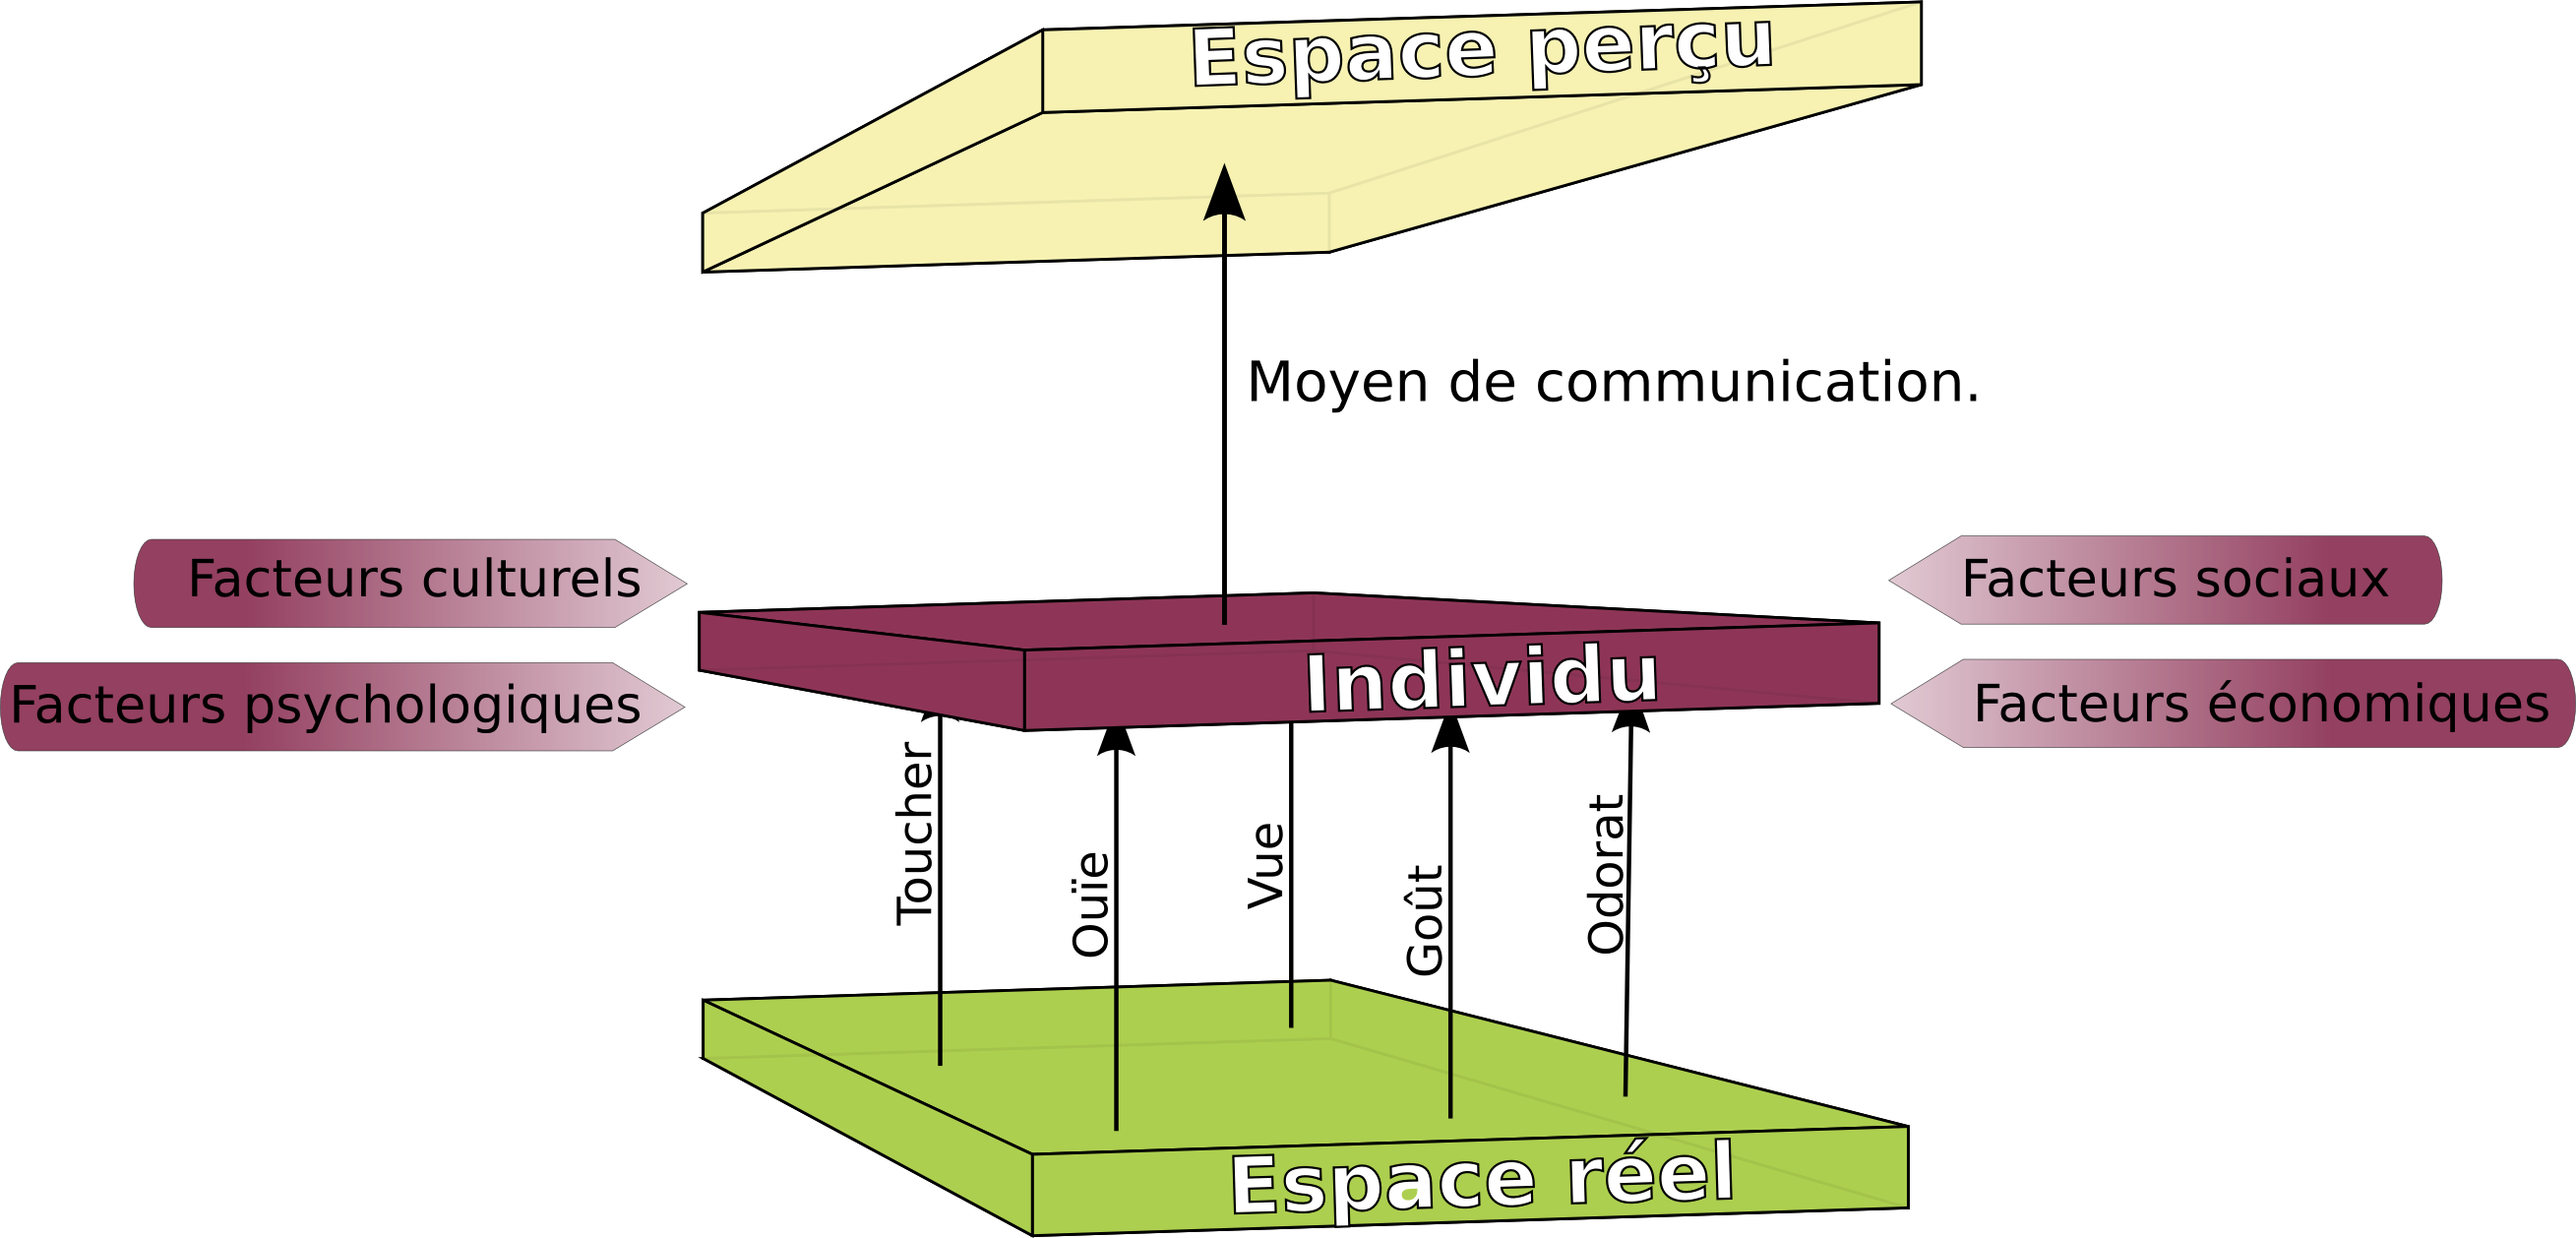 Espace perçu
Moyen de communication.
Facteurs culturels
Facteurs sociaux
Individu
Facteurs psychologiques
Facteurs économiques
Toucher
Ouïe
Vue
Goût
Odorat
Espace réel